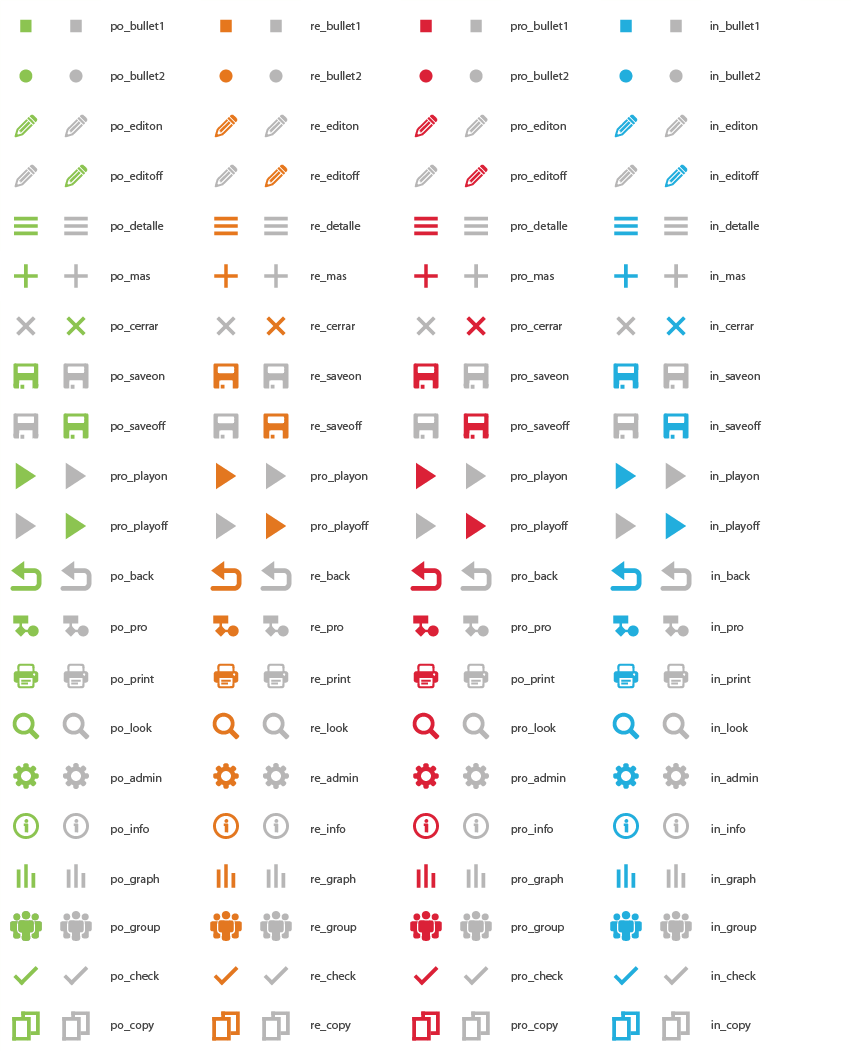 po_bullet1 re_bullet1 pro_bullet1 in_bullet1
po_bullet2 re_bullet2 pro_bullet2 in_bullet2
po_editon re_editon pro_editon in_editon
po_editoff re_editoff pro_editoff in_editoff
po_detalle re_detalle pro_detalle in_detalle
po_mas re_mas pro_mas in_mas
po_cerrar re_cerrar pro_cerrar in_cerrar
po_saveon re_saveon pro_saveon in_saveon
po_saveoff re_saveoff pro_saveoff in_saveoff
pro_playon pro_playon pro_playon in_playon
pro_playoff pro_playoff pro_playoff in_playoff
po_back re_back pro_back in_back
po_pro re_pro pro_pro in_pro
po_print re_print po_print in_print
po_look re_look pro_look in_look
po_admin re_admin pro_admin in_admin
po_info re_info pro_info in_info
po_graph re_graph pro_graph in_graph
po_group re_group pro_group in_group
po_check re_check pro_check in_check
po_copy re_copy pro_copy in_copy